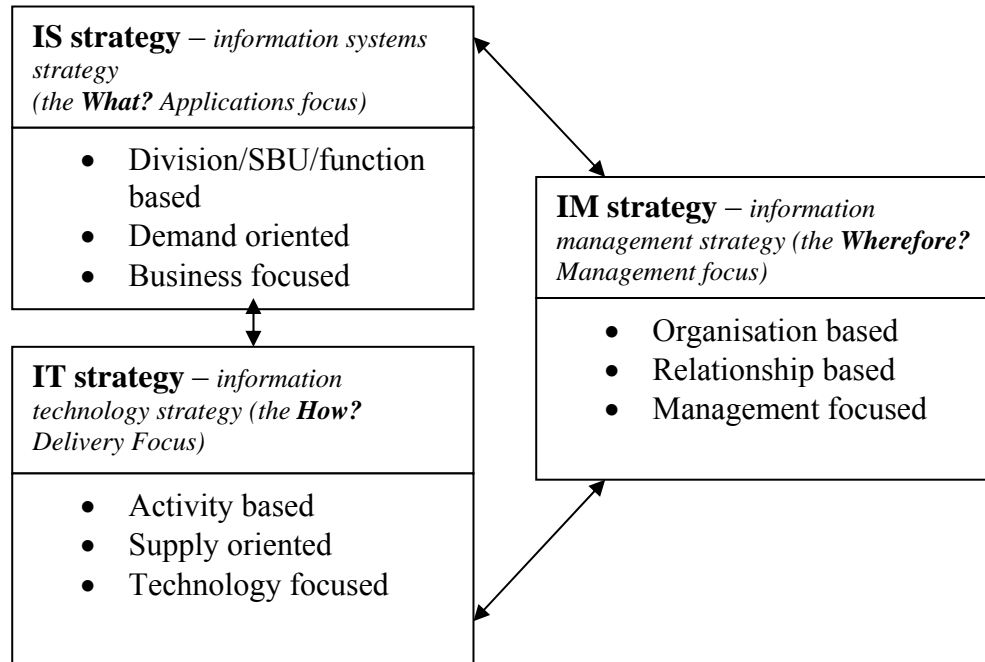 IS strategy – information systems
strategy
(the What? Applications focus)
• Division/SBU/function
based
• Demand oriented
• Business focused
IT strategy – information
technology strategy (the How?
Delivery Focus)
• Activity based
• Supply oriented
• Technology focused
IM strategy – information
management strategy (the Wherefore?
Management focus)
• Organisation based
• Relationship based
• Management focused